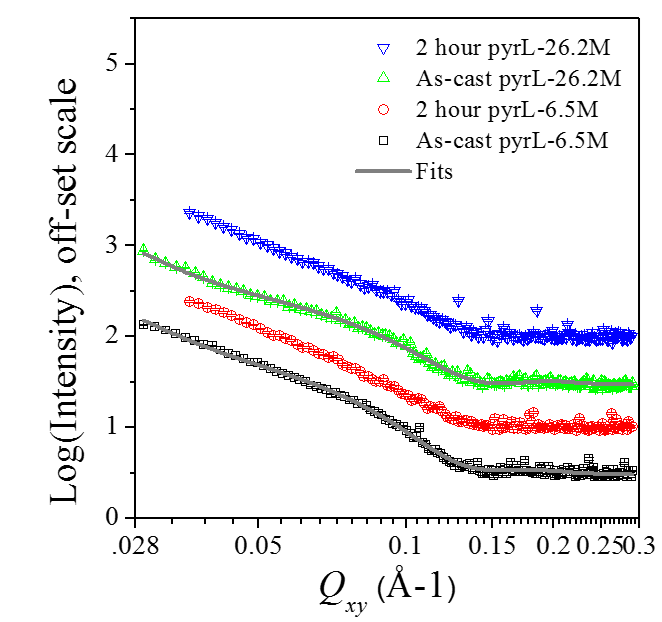 2 hour pyrL-26.2M
As-cast pyrL-26.2M
2 hour pyrL-6.5M
As-cast pyrL-6.5M
Fits
Log(Intensity), off-set scale
5
4
3
2
1
0
.028 0.05 0.1 0.15 0.2 0.25 0.3
Qxy (Å-1)